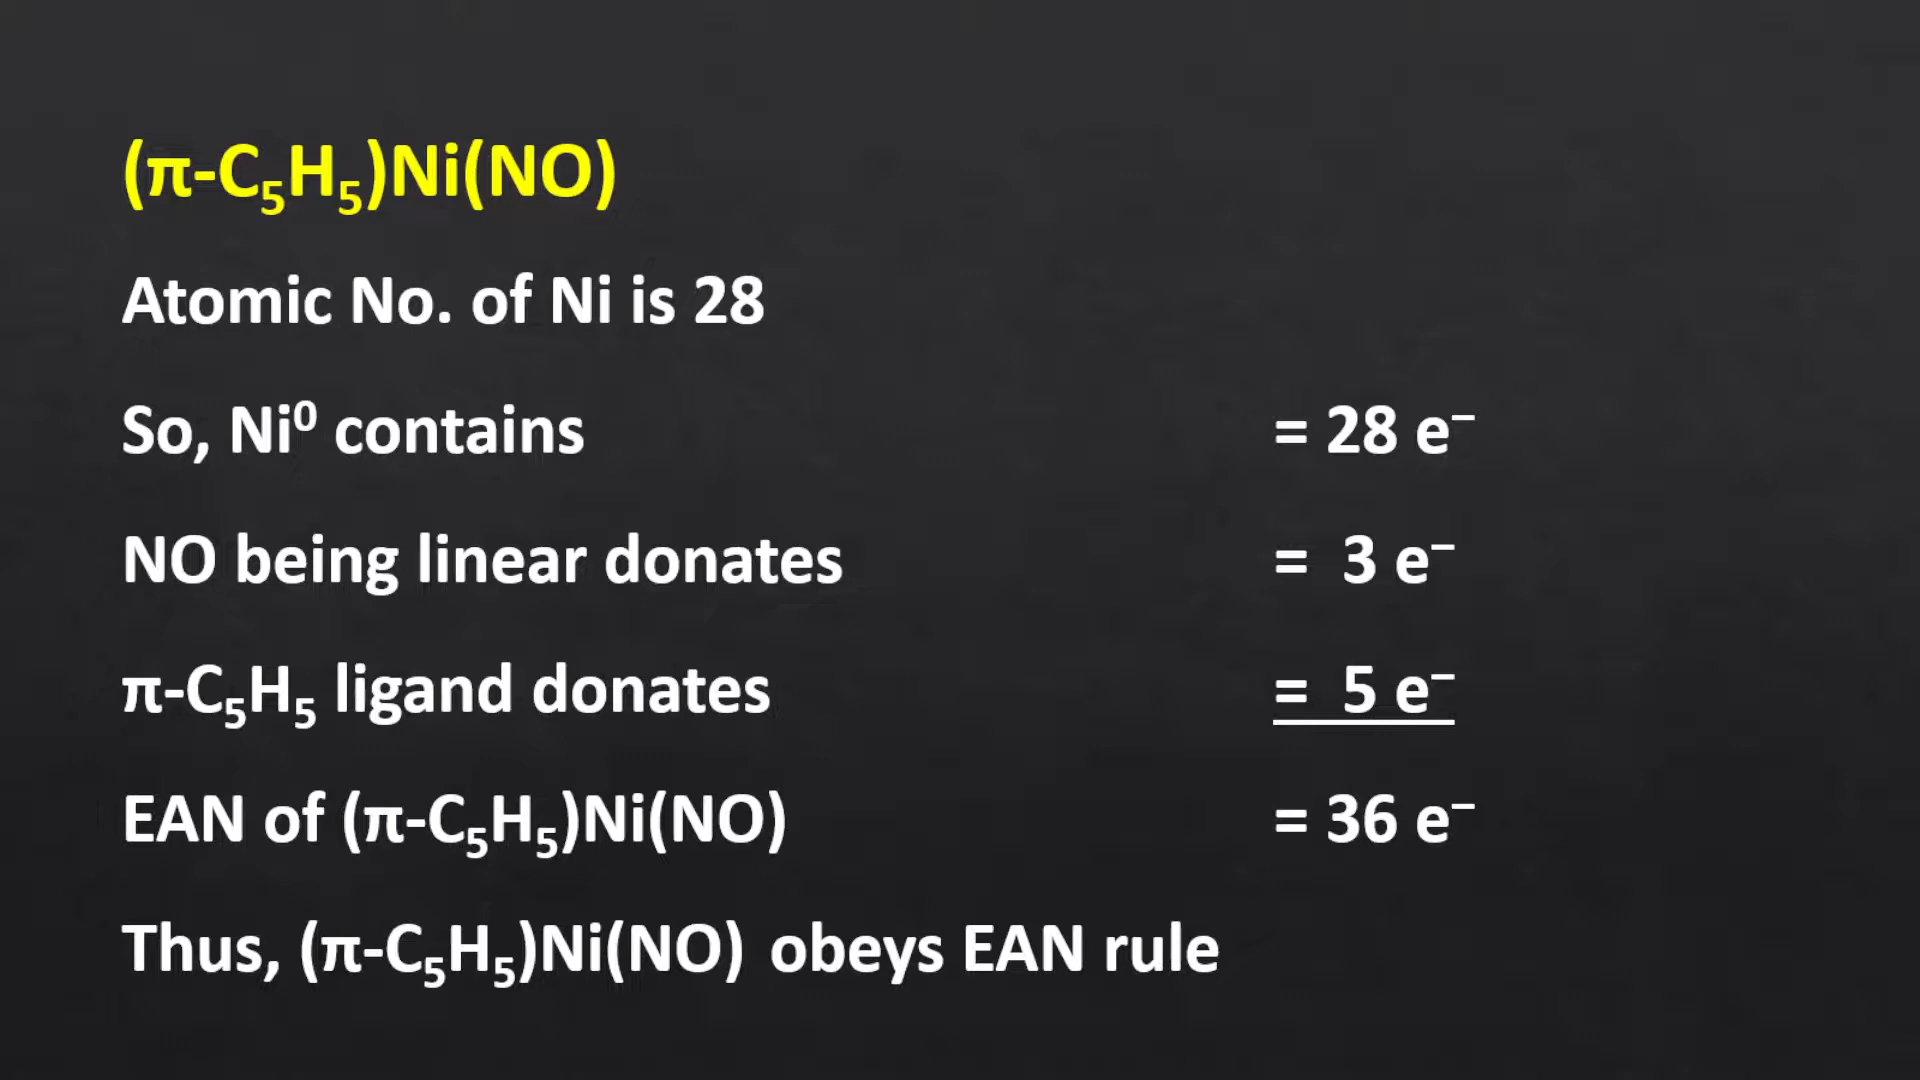 (π-C₅H₅)Ni(NO)
Atomic No. of Ni is 28
So, Ni⁰ contains = 28 e⁻
NO being linear donates = 3 e⁻
π-C₅H₅ ligand donates = 5 e⁻
EAN of (π-C₅H₅)Ni(NO) = 36 e⁻
Thus, (π-C₅H₅)Ni(NO) obeys EAN rule